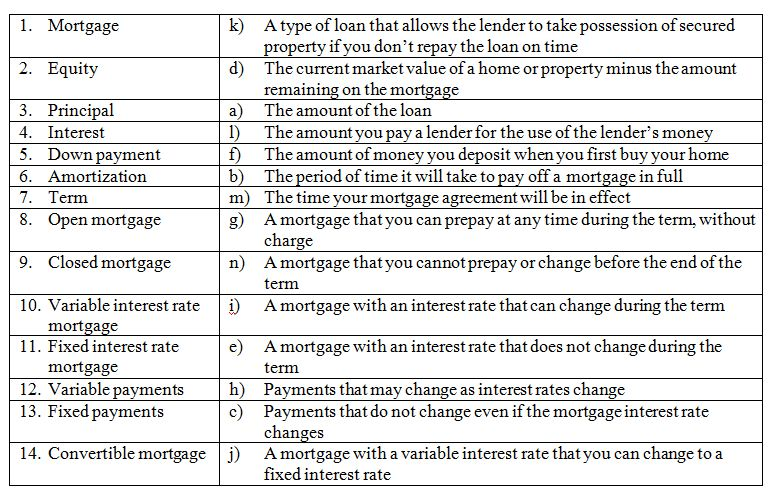 1. Mortgage k) A type of loan that allows the lender to take possession of secured
property if you don't repay the loan on time
2. Equity d) The current market value of a home or property minus the amount
remaining on the mortgage
3. Principal a) The amount of the loan
4. Interest l) The amount you pay a lender for the use of the lender's money
5. Down payment f) The amount of money you deposit when you first buy your home
6. Amortization b) The period of time it will take to pay off a mortgage in full
7. Term m) The time your mortgage agreement will be in effect
8. Open mortgage g) A mortgage that you can prepay at any time during the term, without
charge
9. Closed mortgage n) A mortgage that you cannot prepay or change before the end of the
term
10. Variable interest rate i) A mortgage with an interest rate that can change during the term
mortgage
11. Fixed interest rate e) A mortgage with an interest rate that does not change during the
mortgage term
12. Variable payments h) Payments that may change as interest rates change
13. Fixed payments c) Payments that do not change even if the mortgage interest rate
changes
14. Convertible mortgage j) A mortgage with a variable interest rate that you can change to a
fixed interest rate